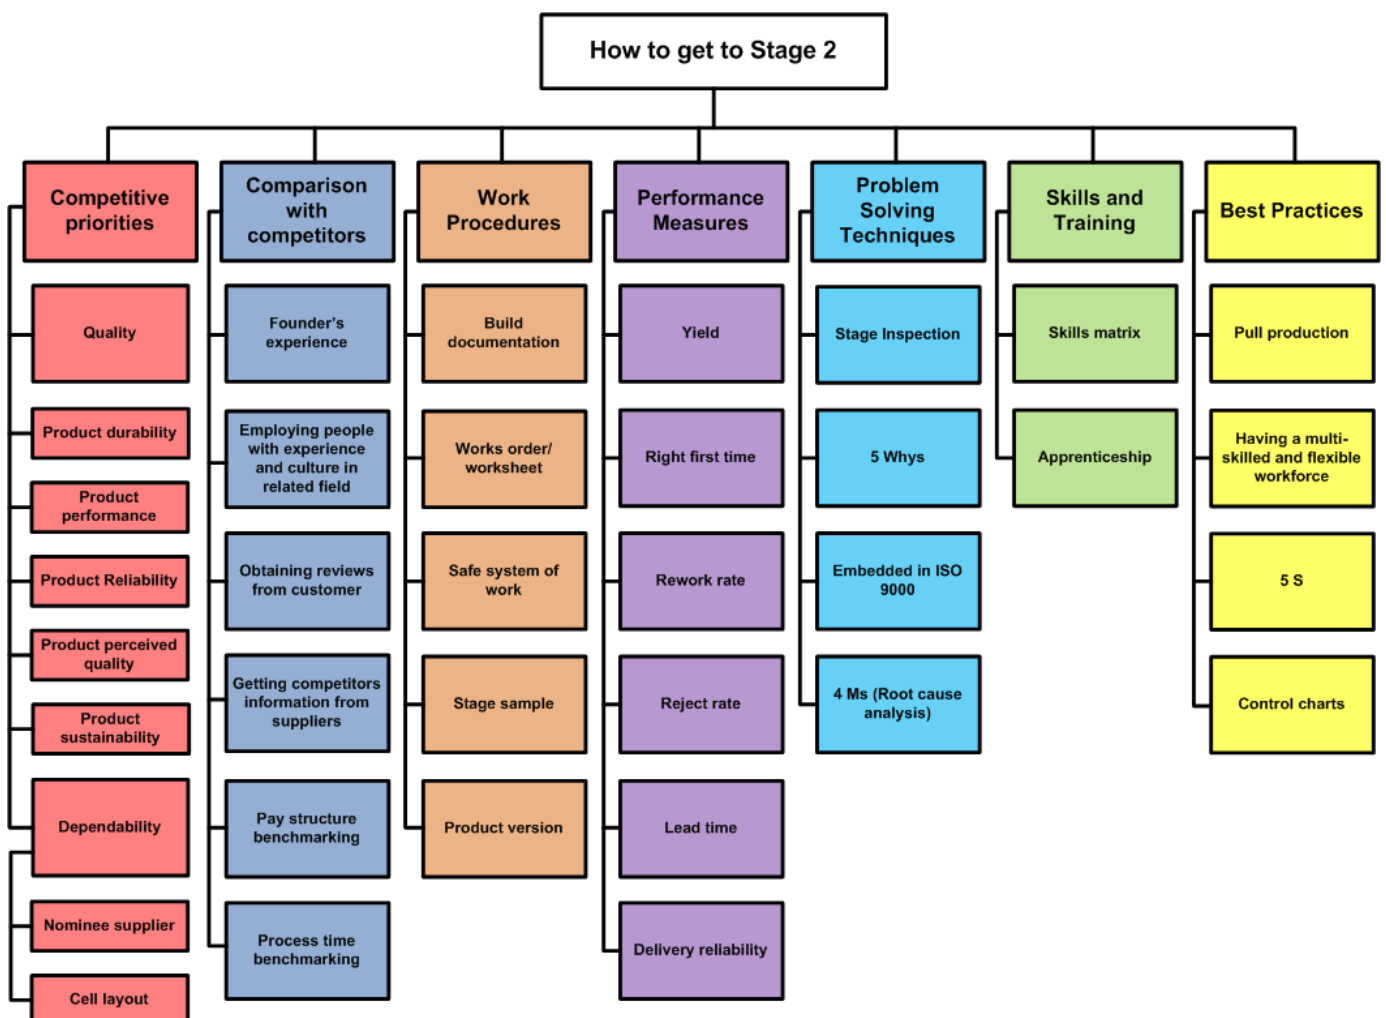 How to get to Stage 2
Competitive
priorities
Quality
Product durability
Product
performance
Product Reliability
Product perceived
quality
Product
sustainability
Dependability
Nominee supplier
Cell layout
Comparison
with
competitors
Founder's
experience
Employing people
with experience
and culture in
related field
Obtaining reviews
from customer
Getting competitors
information from
suppliers
Pay structure
benchmarking
Process time
benchmarking
Work
Procedures
Build
documentation
Works order/
worksheet
Safe system of
work
Stage sample
Product version
Performance
Measures
Yield
Right first time
Rework rate
Reject rate
Lead time
Delivery reliability
Problem
Solving
Techniques
Stage Inspection
5 Whys
Embedded in ISO
9000
4 Ms (Root cause
analysis)
Skills and
Training
Skills matrix
Apprenticeship
Best Practices
Pull production
Having a multi-
skilled and flexible
workforce
5 S
Control charts